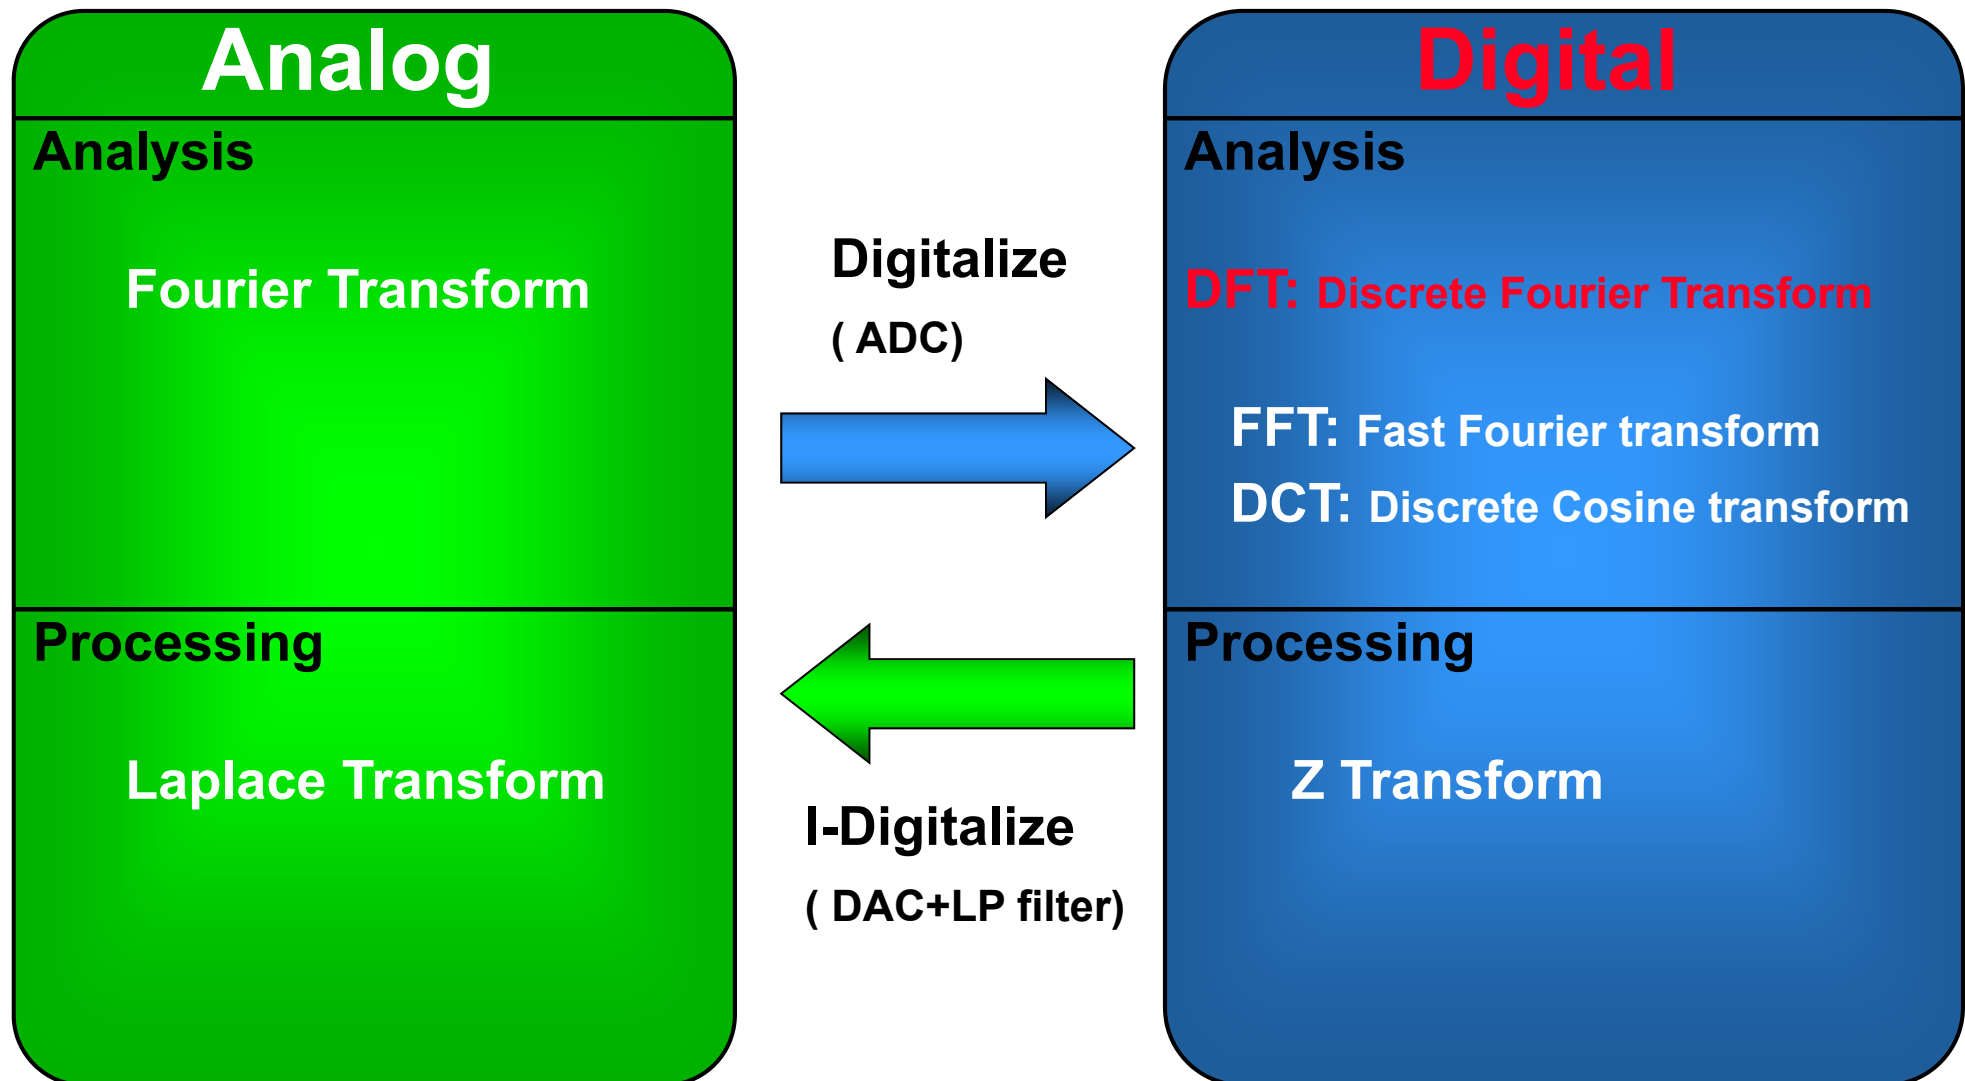 Analog
Analysis
Fourier Transform
Processing
Laplace Transform
Digitalize
( ADC)
I-Digitalize
( DAC+LP filter)
Digital
Analysis
DFT: Discrete Fourier Transform
FFT: Fast Fourier transform
DCT: Discrete Cosine transform
Processing
Z Transform